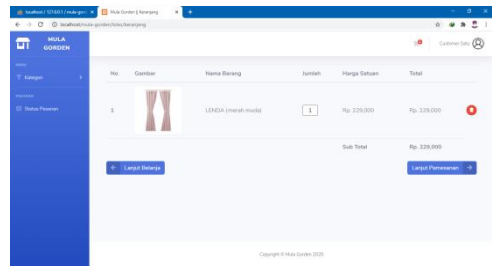 localhost / 127.0.0.1 / mula-gord
Mula Gorden || Keranjang
localhost/mula-gorden/toko/keranjang
MULA
GORDEN
Customer Satu
Kategori
Status Pesanan
No Gambar Nama Barang Jumlah Harga Satuan Total
1 LENDA (merah muda) 1 Rp. 229,000 Rp. 229,000
Sub Total Rp. 229,000
Lanjut Belanja
Lanjut Pemesanan
Copyright © Mula Gorden 2020